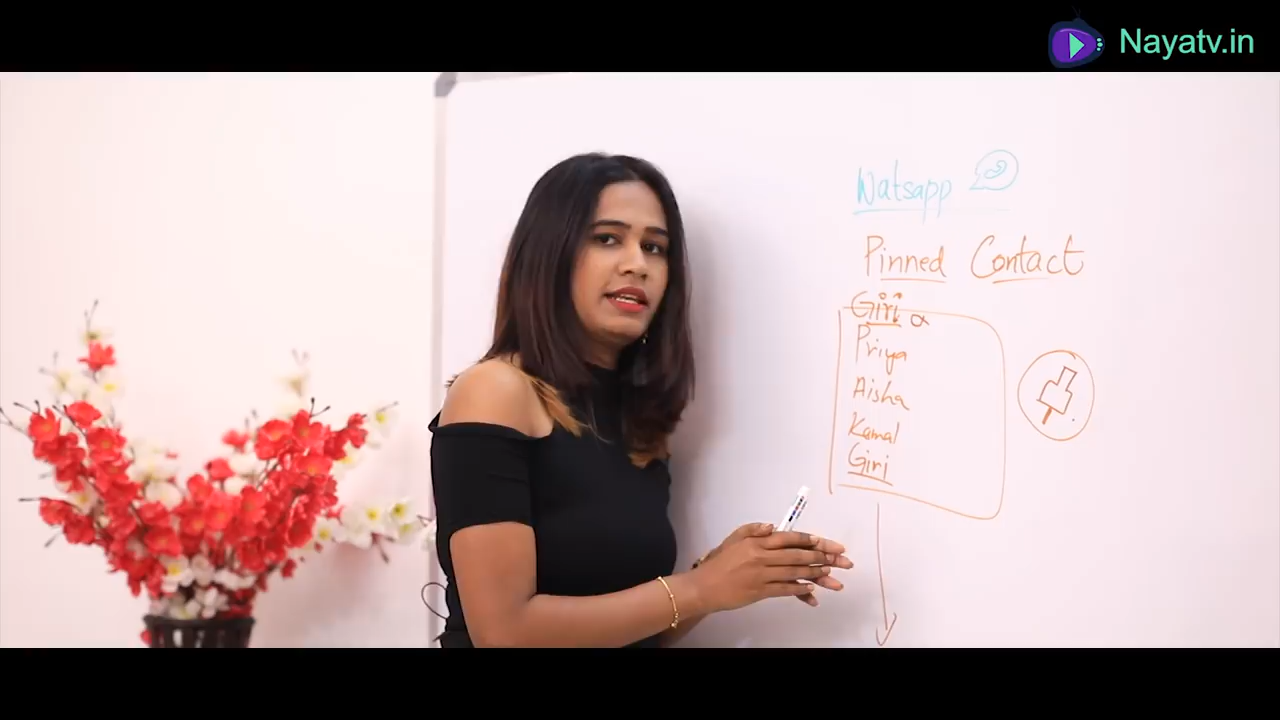 Nayatv.in
Watsapp
Pinned Contact
Giri
Priya
Aisha
Kamal
Giri